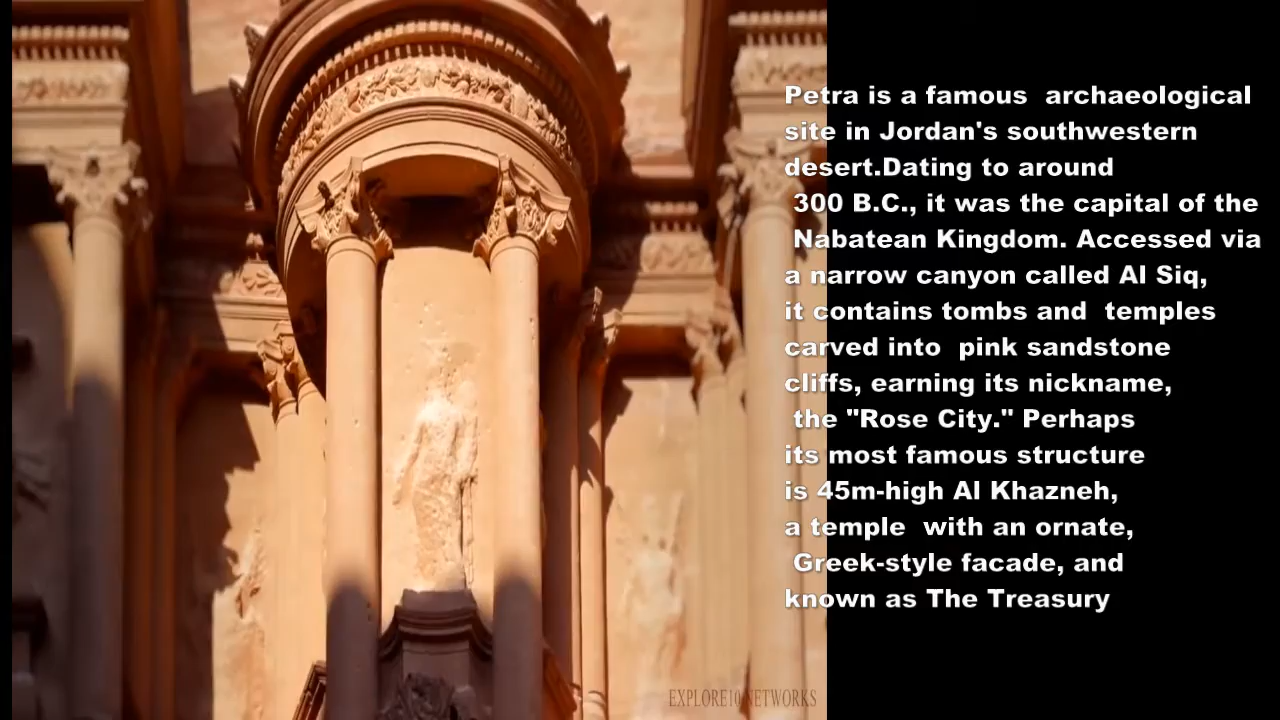 Petra is a famous  archaeological
site in Jordan's southwestern
desert.Dating to around
300 B.C., it was the capital of the
Nabatean Kingdom. Accessed via
a narrow canyon called Al Siq,
it contains tombs and  temples
carved into  pink sandstone
cliffs, earning its nickname,
the "Rose City." Perhaps
its most famous structure
is 45m-high Al Khazneh,
a temple  with an ornate,
Greek-style facade, and
known as The Treasury
EXPLORE10 NETWORKS